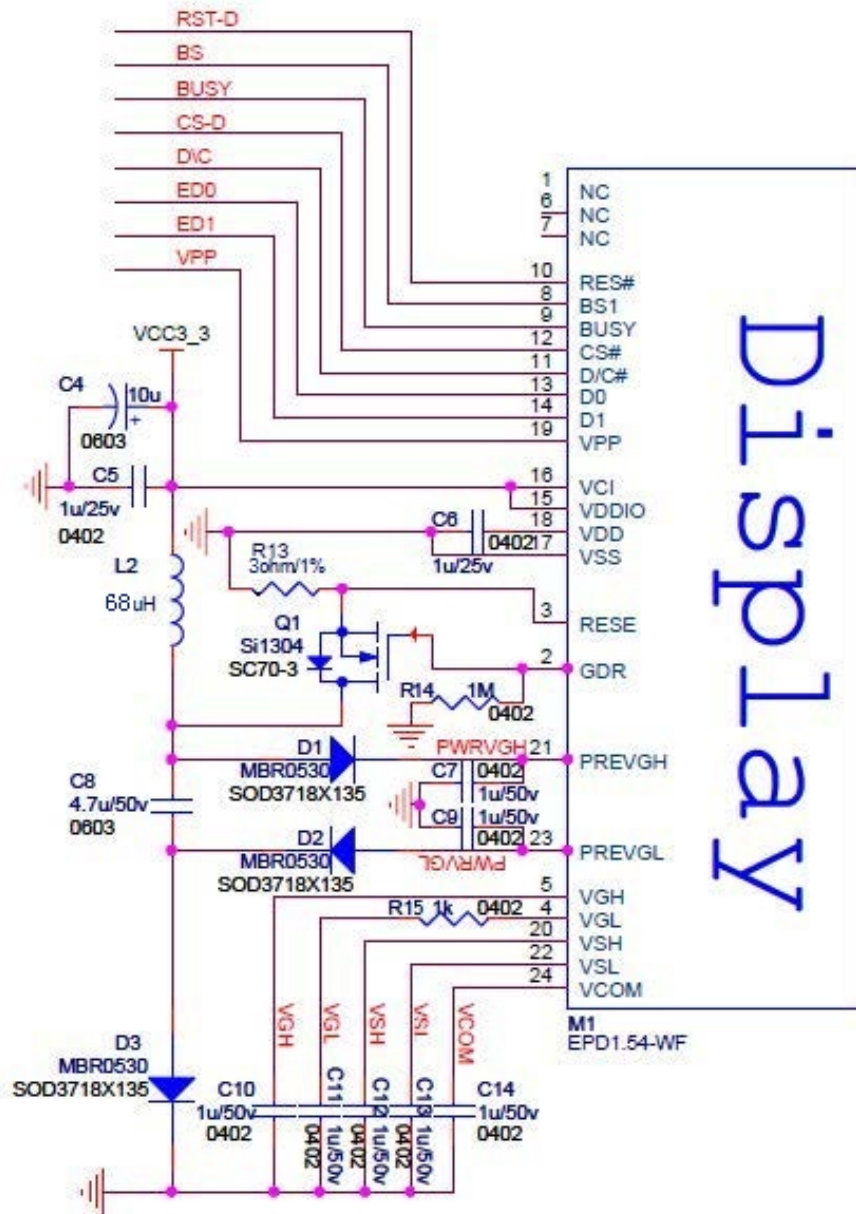 RST-D
BS
BUSY
CS-D
D\C
ED0
ED1
VPP
VCC3_3
C4
10u
+
0603
C5
1u/25v
0402
L2
68uH
R13
3ohm/1%
C6
0402
1u/25v
Q1
Si1304
SC70-3
R14
1M
0402
D1
MBR0530
SOD3718X135
PWRVGH
C7
0402
1u/50v
C8
4.7u/50v
0603
C9
1u/50v
0402
D2
MBR0530
SOD3718X135
PWRVGL
R15 1k
0402
VGH
VGL
VSH
VSL
VCOM
D3
MBR0530
SOD3718X135
C10
1u/50v
0402
C11
1u/50v
0402
C12
1u/50v
0402
C13
1u/50v
0402
C14
1u/50v
0402
1 NC
6 NC
7 NC
10 RES#
8 BS1
9 BUSY
12 CS#
11 D/C#
13 D0
14 D1
19 VPP
16 VCI
15 VDDIO
18 VDD
17 VSS
3 RESE
2 GDR
21 PREVGH
23 PREVGL
5 VGH
4 VGL
20 VSH
22 VSL
24 VCOM
Display
M1
EPD1.54-WF